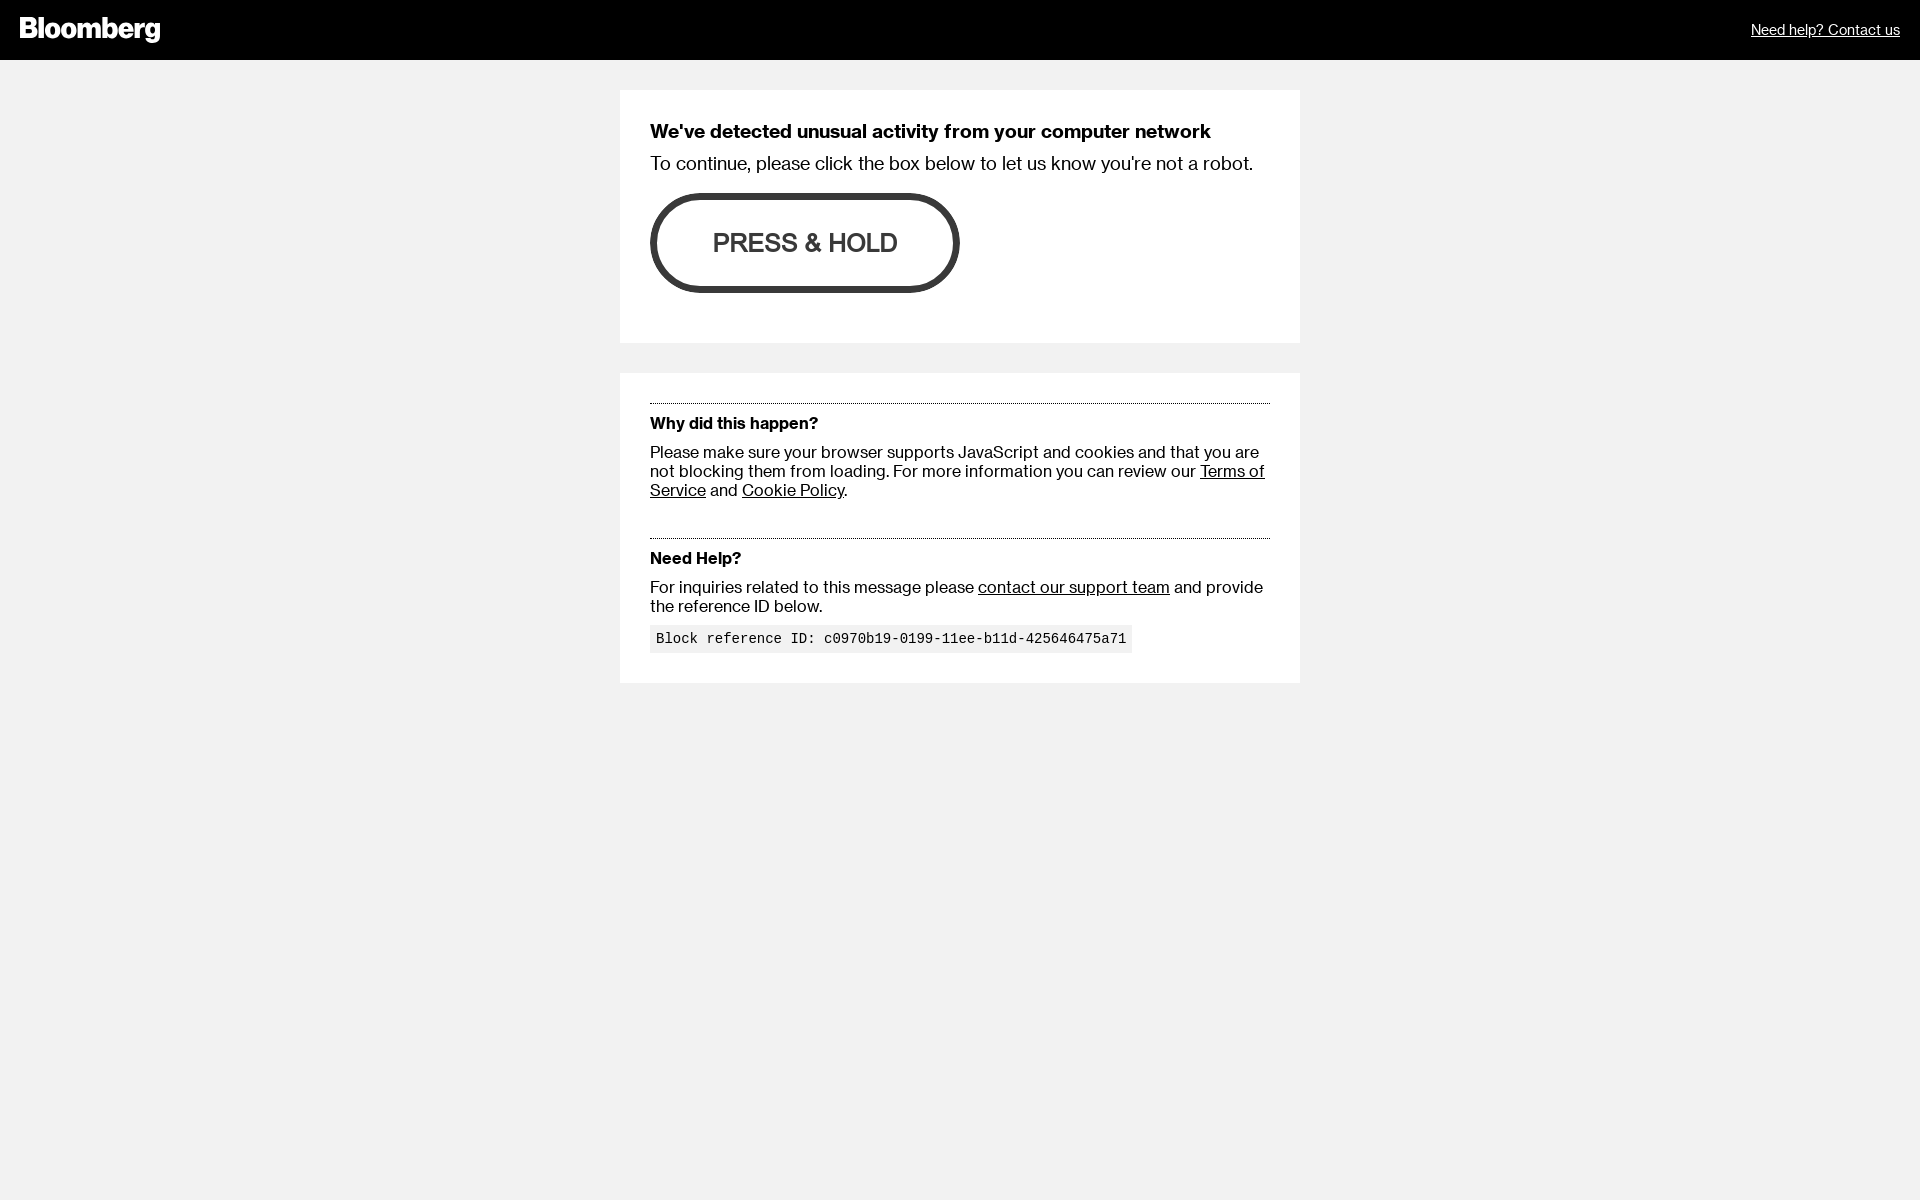 Bloomberg
Need help? Contact us
We've detected unusual activity from your computer network
To continue, please click the box below to let us know you're not a robot.
PRESS & HOLD
Why did this happen?
Please make sure your browser supports JavaScript and cookies and that you are
not blocking them from loading. For more information you can review our Terms of
Service and Cookie Policy.
Need Help?
For inquiries related to this message please contact our support team and provide
the reference ID below.
Block reference ID: c0970b19-0199-11ee-b11d-425646475a71